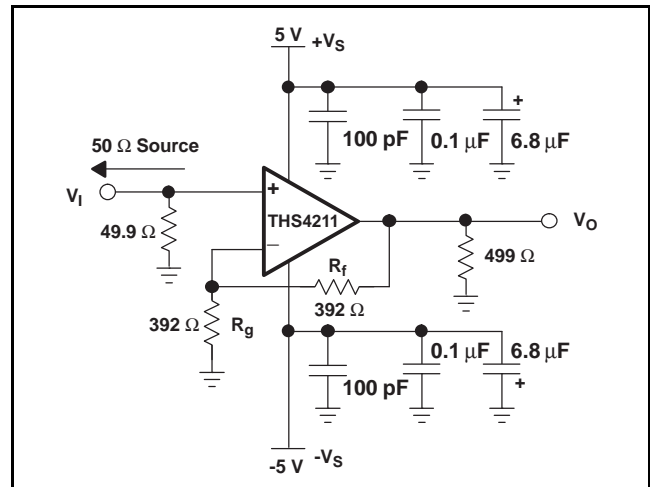 5 V +VS
+
100 pF 0.1 µF 6.8 µF
50 Ω Source
VI
+
THS4211
−
VO
49.9 Ω
499 Ω
Rf
392 Ω
392 Ω Rg
0.1 µF 6.8 µF
100 pF
+
-5 V -VS